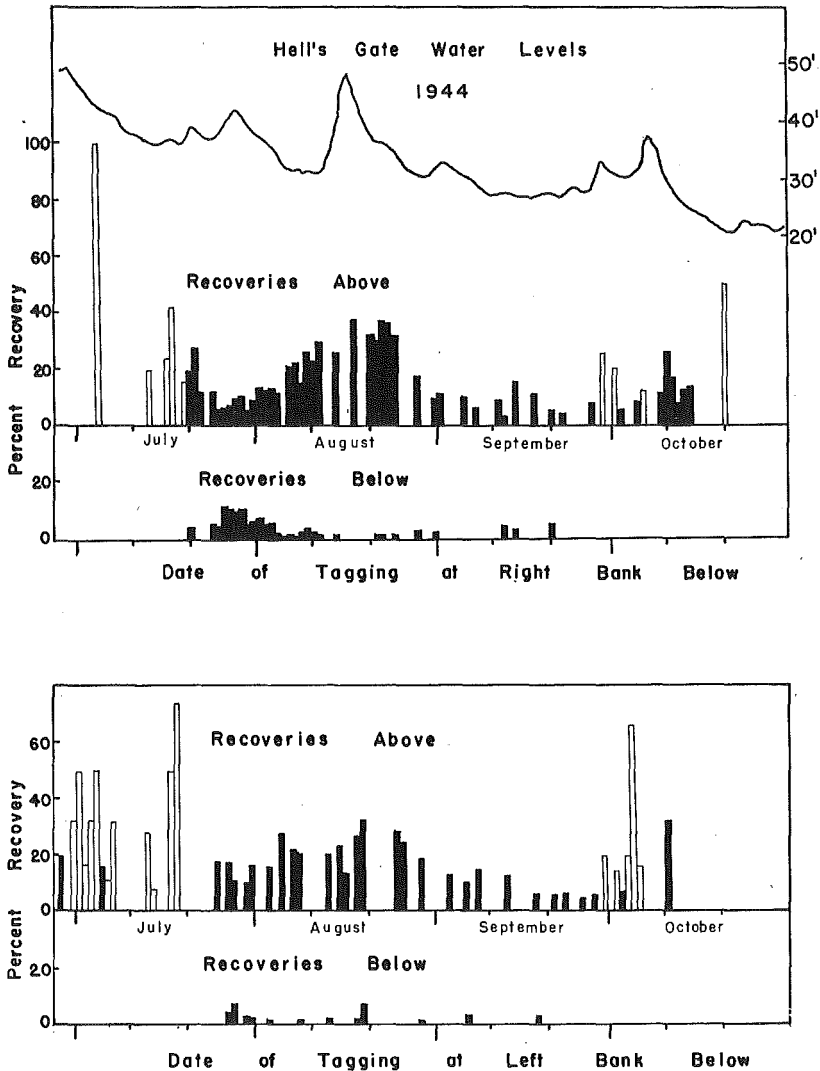 Hell's Gate Water Levels
1944
50'
40'
30'
20'
100
80
60
40
20
0
Percent Recovery
Recoveries Above
July August September October
20
0
Recoveries Below
Date of Tagging at Right Bank Below
60
40
20
0
Percent Recovery
Recoveries Above
July August September October
20
0
Recoveries Below
Date of Tagging at Left Bank Below